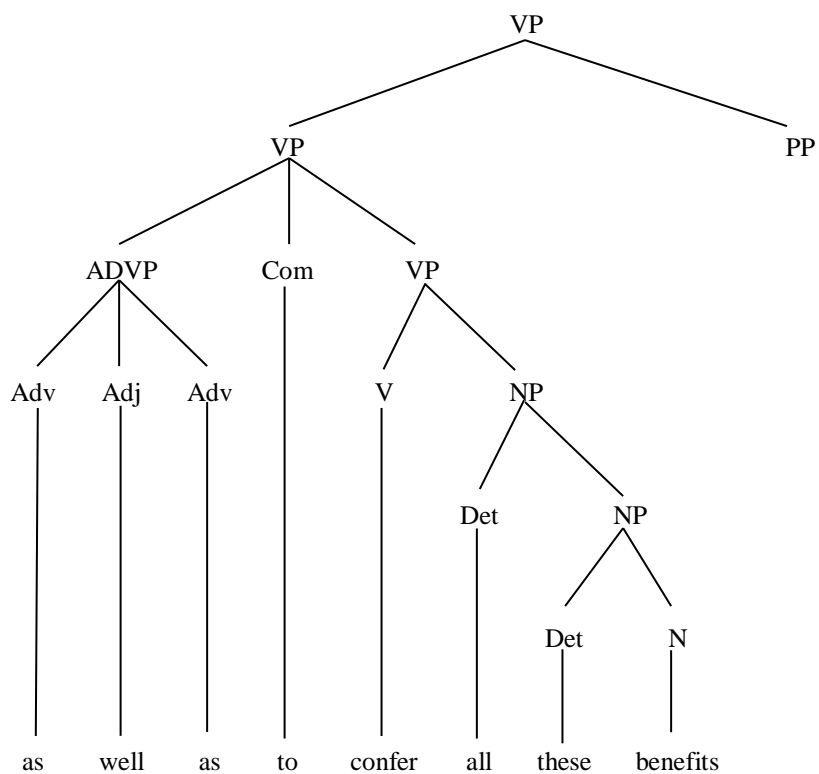 VP
VP PP
ADVP Com VP
Adv Adj Adv V NP
Det NP
Det N
as well as to confer all these benefits